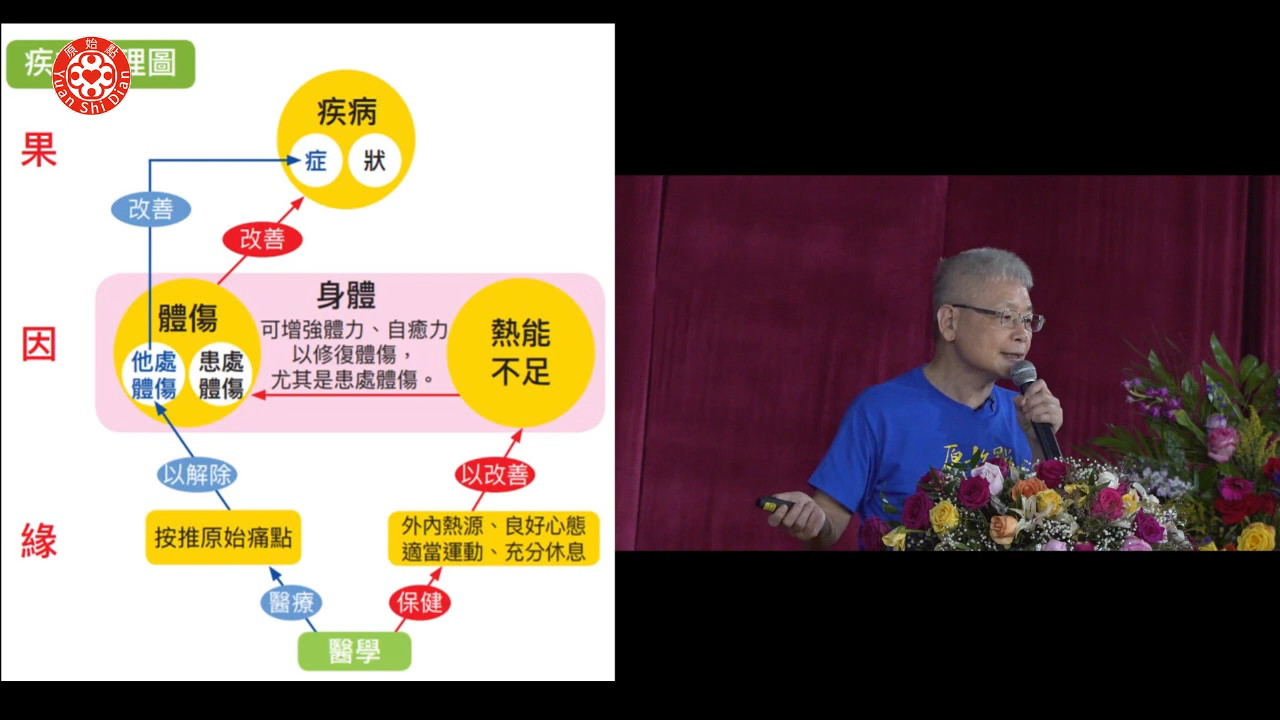 疾
理圖
原始點
Yuan Shi Dian
果
疾病
症
狀
改善
改善
因
體傷
他處
體傷
患處
體傷
身體
可增強體力、自癒力
以修復體傷，
尤其是患處體傷。
熱能
不足
以解除
以改善
緣
按推原始痛點
外內熱源、良好心態
適當運動、充分休息
醫療
保健
醫學